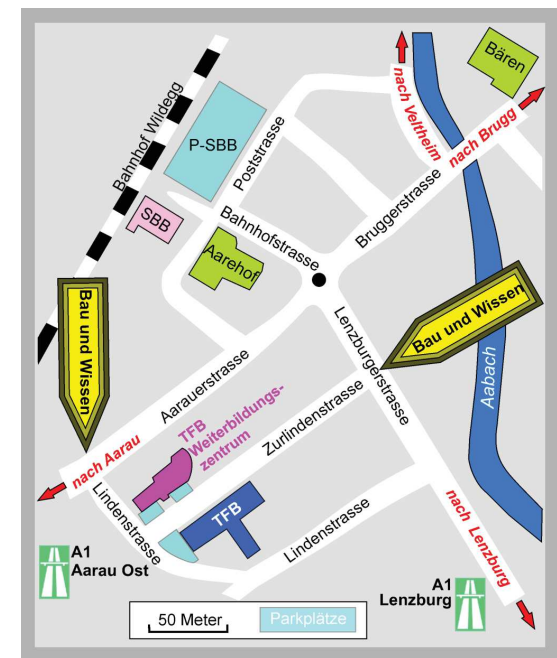 Bären
nach Veltheim
nach Brugg
Bahnhof Wildegg
P-SBB
Poststrasse
SBB
Bahnhofstrasse
Bruggerstrasse
Aarehof
Bau und Wissen
Bau und Wissen
Aabach
Aarauerstrasse
Lenzburgerstrasse
TFB
Weiterbildungs-
zentrum
Zurlindenstrasse
nach Aarau
Lindenstrasse
TFB
Lindenstrasse
nach Lenzburg
A1
Aarau Ost
A1
Lenzburg
50 Meter
Parkplätze